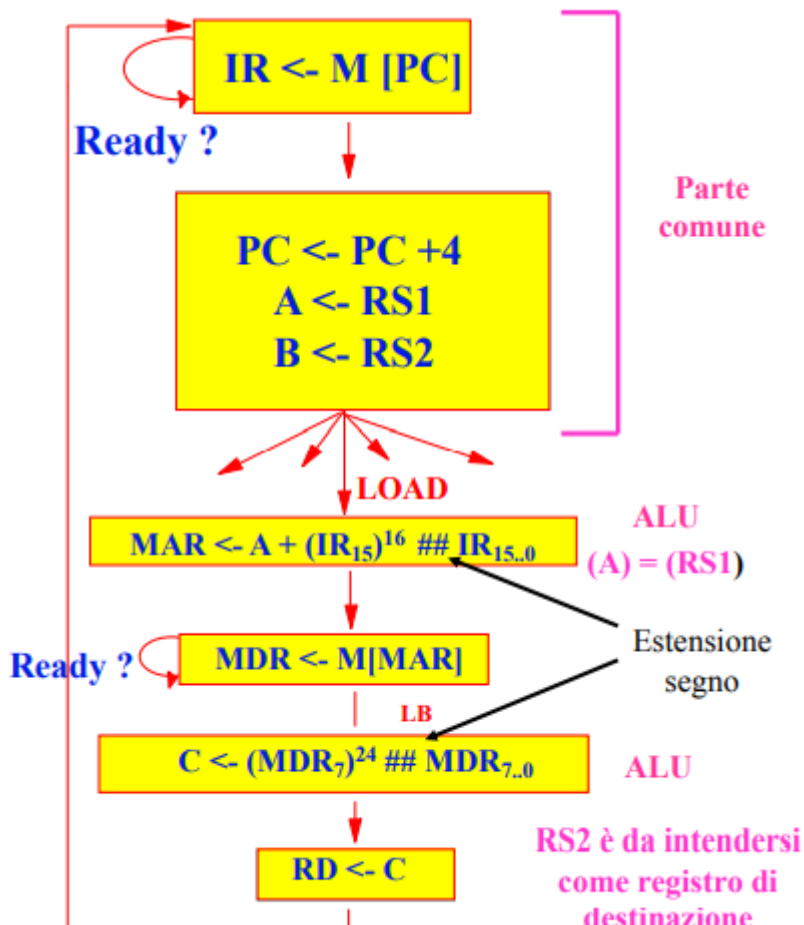 IR <- M [PC]
Ready ?
PC <- PC +4
A <- RS1
B <- RS2
Parte
comune
LOAD
MAR <- A + (IR₁₅)¹⁶ ## IR₁₅..₀
ALU
(A) = (RS1)
Ready ?
MDR <- M[MAR]
Estensione
segno
LB
C <- (MDR₇)²⁴ ## MDR₇..₀
ALU
RD <- C
RS2 è da intendersi
come registro di
destinazione